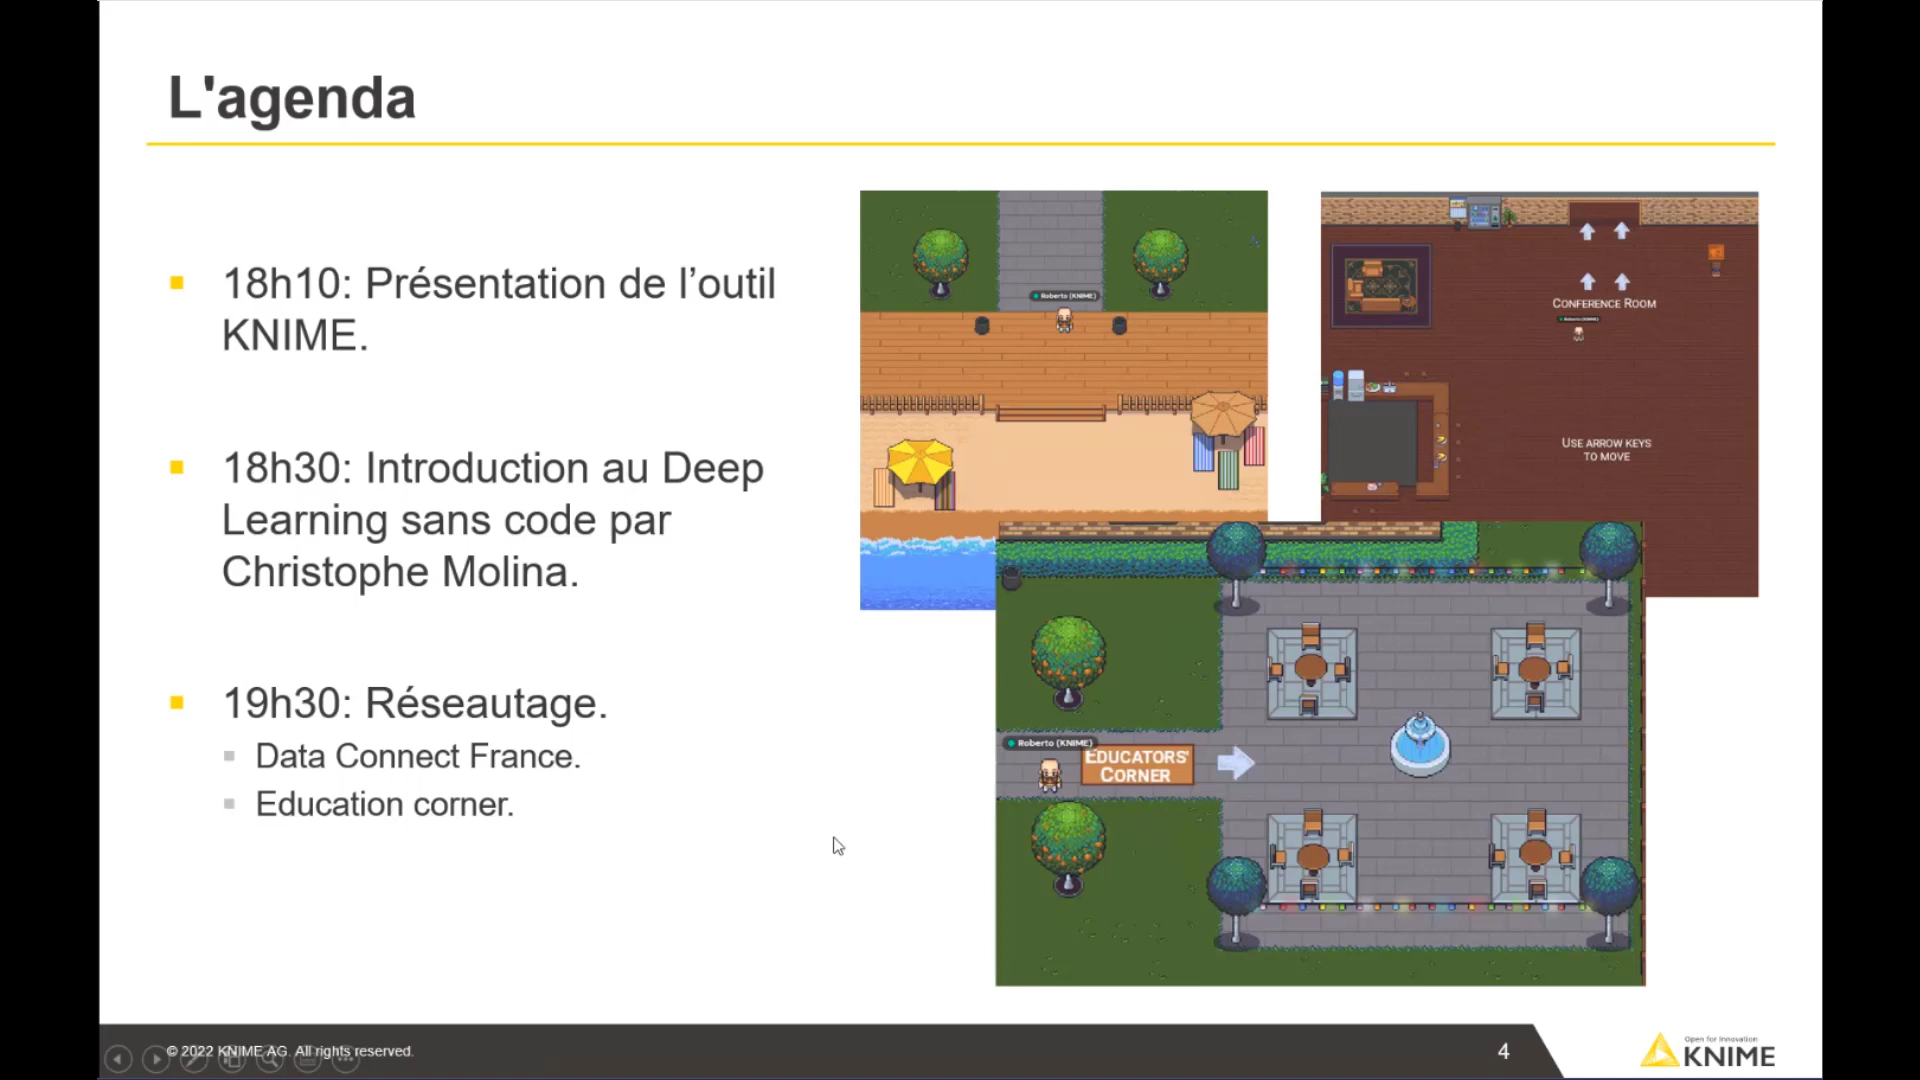 L'agenda
18h10: Présentation de l’outil
KNIME.
18h30: Introduction au Deep
Learning sans code par
Christophe Molina.
19h30: Réseautage.
Data Connect France.
Education corner.
Roberto (KNIME)
CONFERENCE ROOM
Roberto (KNIME)
USE ARROW KEYS
TO MOVE
Roberto (KNIME)
EDUCATORS'
CORNER
© 2022 KNIME AG. All rights reserved.
4
Open for Innovation
KNIME